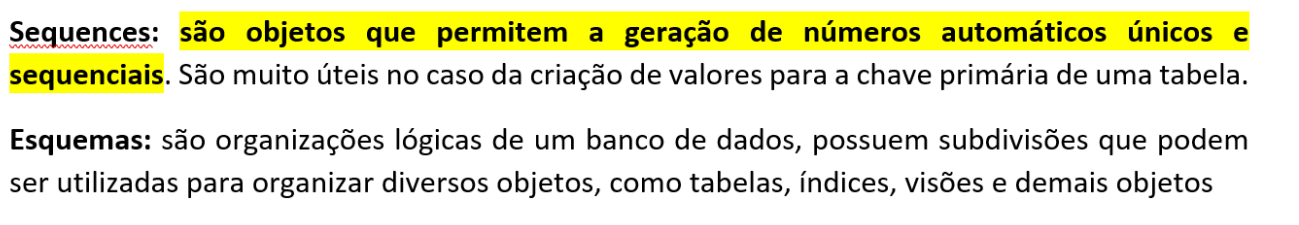 Sequences: são objetos que permitem a geração de números automáticos únicos e
sequenciais. São muito úteis no caso da criação de valores para a chave primária de uma tabela.
Esquemas: são organizações lógicas de um banco de dados, possuem subdivisões que podem
ser utilizadas para organizar diversos objetos, como tabelas, índices, visões e demais objetos